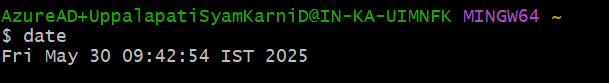 AzureAD+UppalapatiSyamKarniD@IN-KA-UIMNFK MINGW64 ~
$ date
Fri May 30 09:42:54 IST 2025